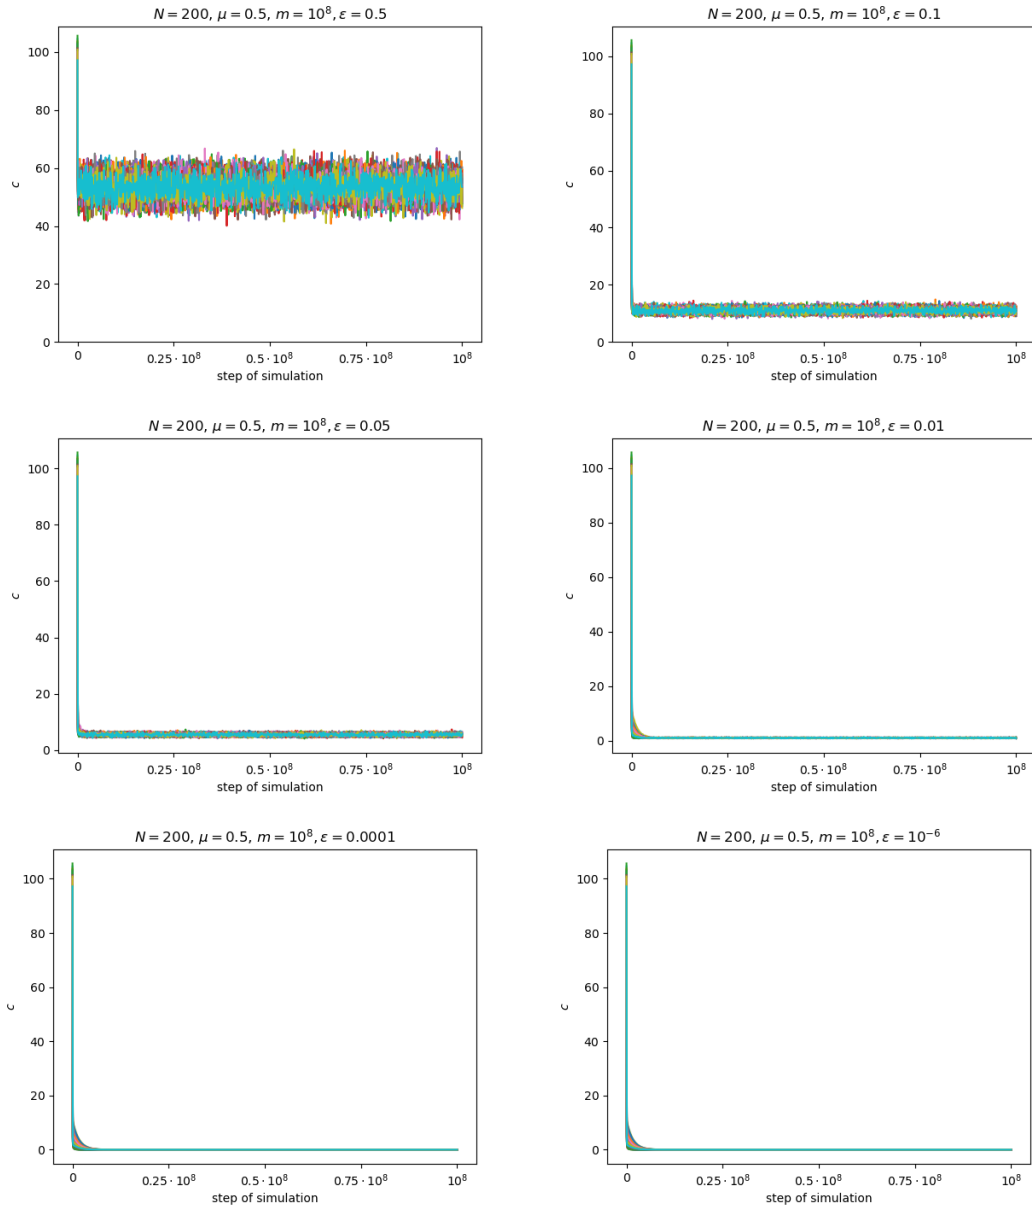 N = 200, μ = 0.5, m = 10⁸, ε = 0.5
100
80
60
40
20
0
c
0 0.25·10⁸ 0.5·10⁸ 0.75·10⁸ 10⁸
step of simulation
N = 200, μ = 0.5, m = 10⁸, ε = 0.1
100
80
60
40
20
0
c
0 0.25·10⁸ 0.5·10⁸ 0.75·10⁸ 10⁸
step of simulation
N = 200, μ = 0.5, m = 10⁸, ε = 0.05
100
80
60
40
20
0
c
0 0.25·10⁸ 0.5·10⁸ 0.75·10⁸ 10⁸
step of simulation
N = 200, μ = 0.5, m = 10⁸, ε = 0.01
100
80
60
40
20
0
c
0 0.25·10⁸ 0.5·10⁸ 0.75·10⁸ 10⁸
step of simulation
N = 200, μ = 0.5, m = 10⁸, ε = 0.0001
100
80
60
40
20
0
c
0 0.25·10⁸ 0.5·10⁸ 0.75·10⁸ 10⁸
step of simulation
N = 200, μ = 0.5, m = 10⁸, ε = 10⁻⁶
100
80
60
40
20
0
c
0 0.25·10⁸ 0.5·10⁸ 0.75·10⁸ 10⁸
step of simulation